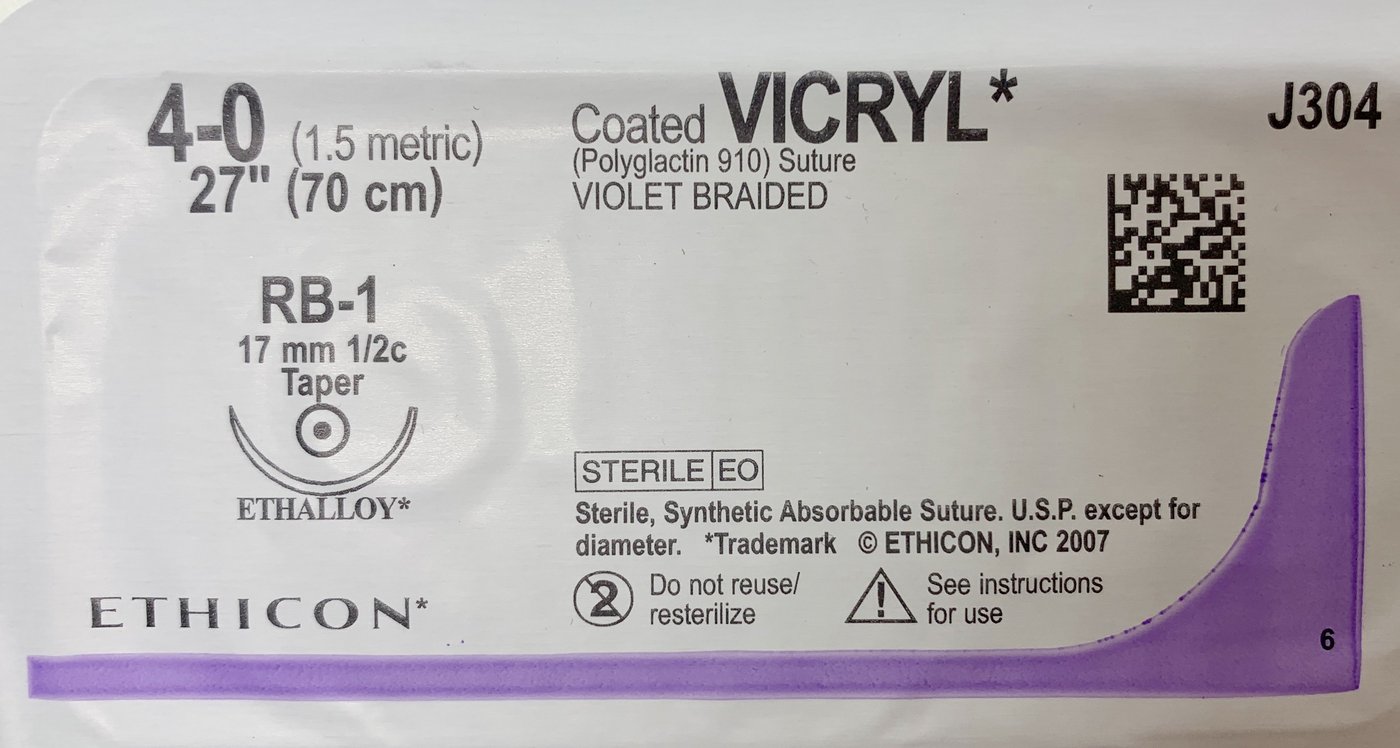 4-0 (1.5 metric)
27" (70 cm)
Coated VICRYL*
(Polyglactin 910) Suture
VIOLET BRAIDED
J304
RB-1
17 mm 1/2c
Taper
ETHALLOY*
ETHICON*
STERILE EO
Sterile, Synthetic Absorbable Suture. U.S.P. except for
diameter. *Trademark © ETHICON, INC 2007
2 Do not reuse/
resterilize
! See instructions
for use
6